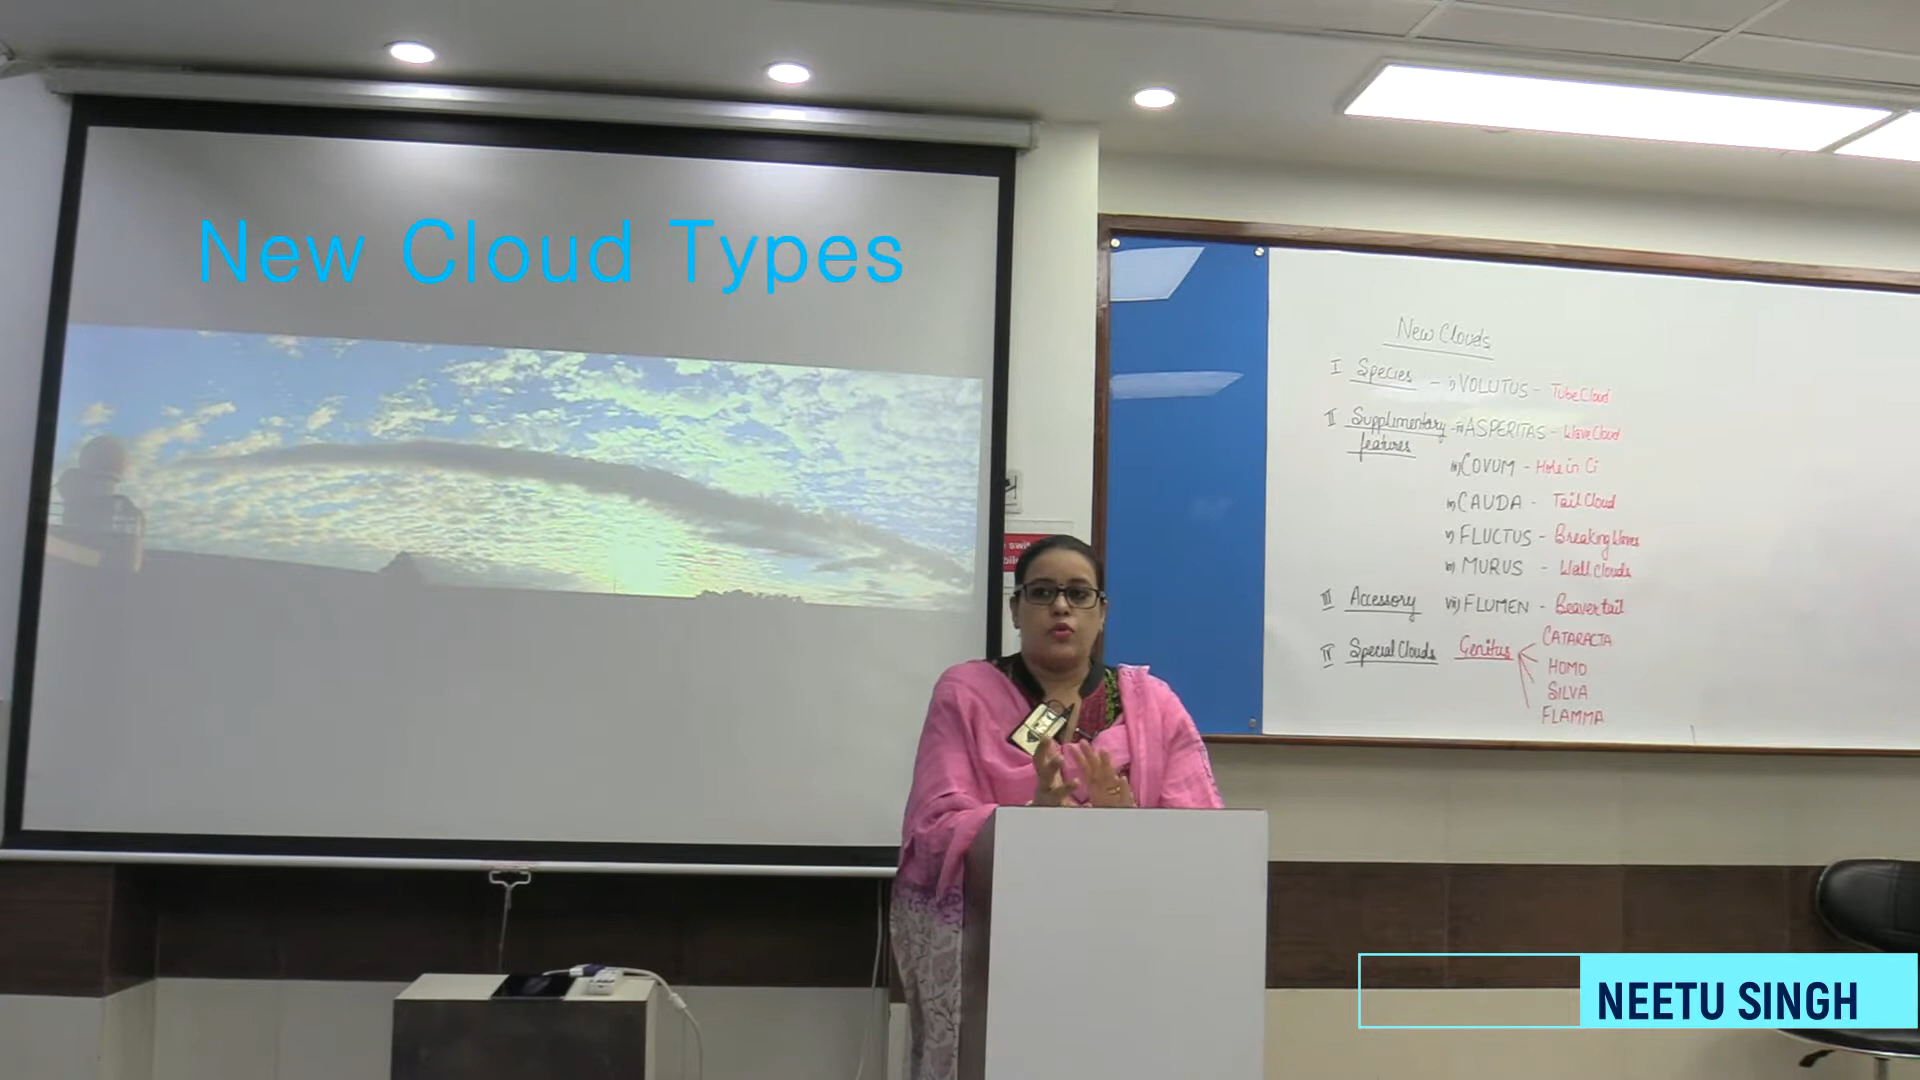 New Cloud Types
New Clouds
I Species - i) VOLUTUS - Tube Cloud
II Supplimentary features - ii) ASPERITAS - Wave Cloud
iii) COVUM - Hole in Ci
iv) CAUDA - Tail Cloud
v) FLUCTUS - Breaking Waves
vi) MURUS - Wall Clouds
III Accessory vii) FLUMEN - Beaver tail
IV Special Clouds Genitus CATARACTA
HOMO
SILVA
FLAMMA
NEETU SINGH